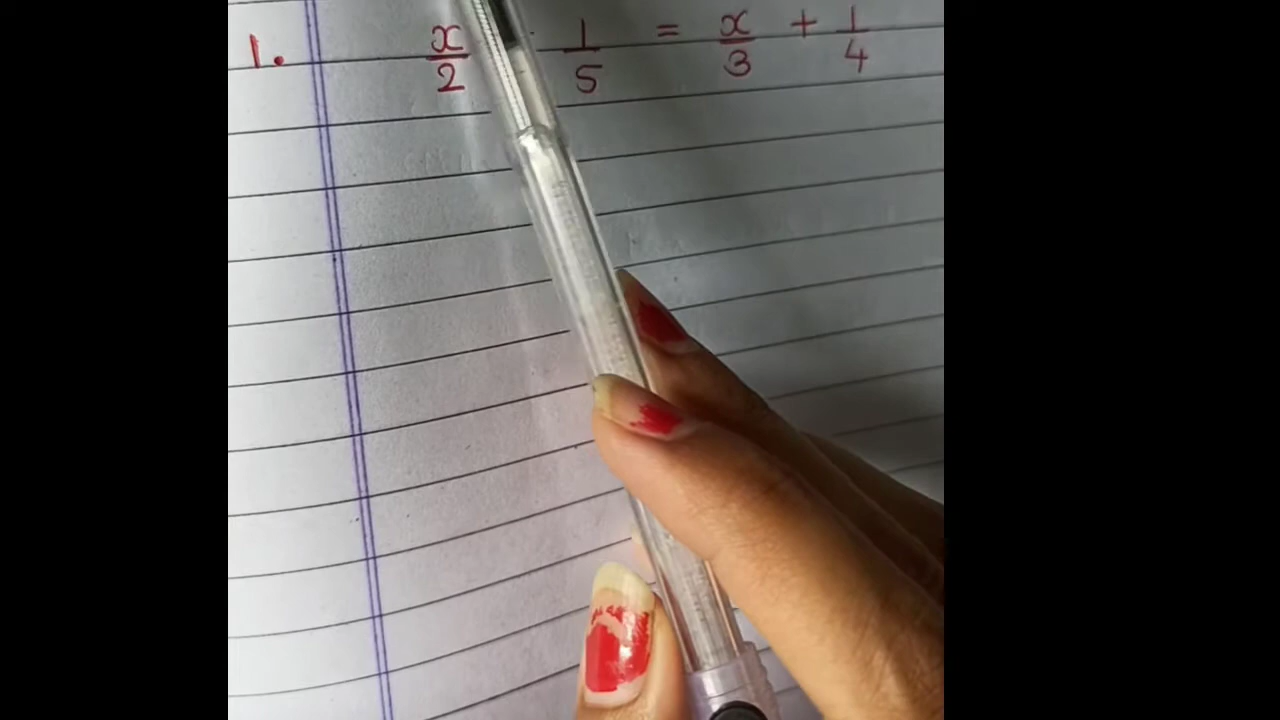 1. x/2 1/5 = x/3 + 1/4